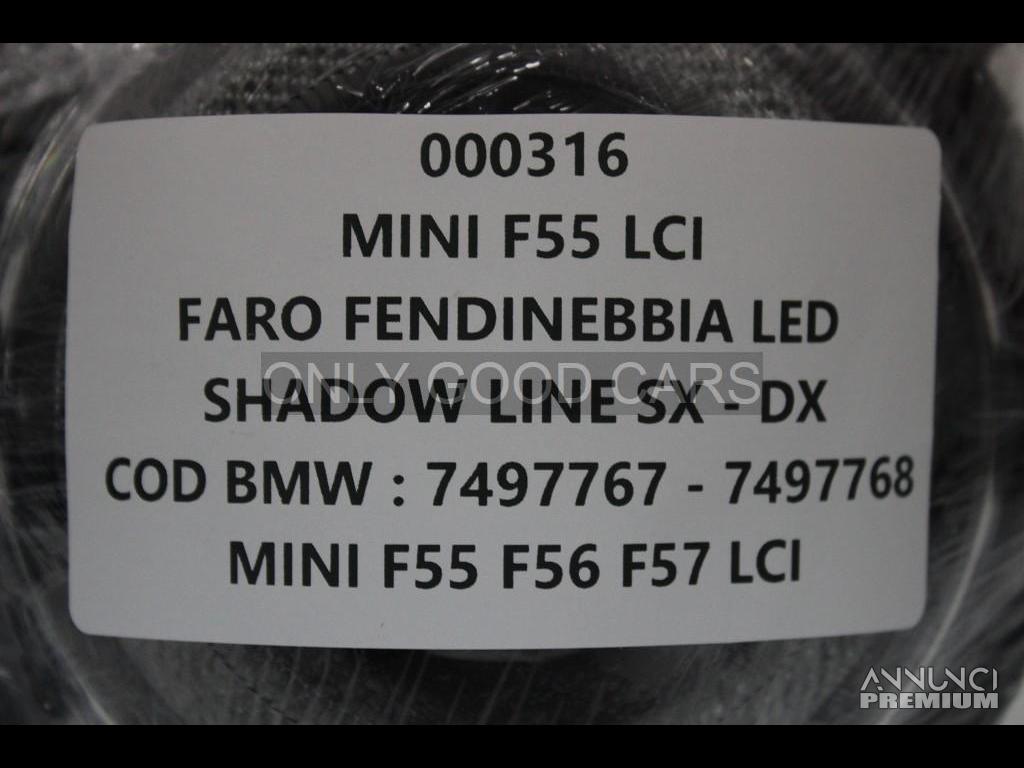 000316
MINI F55 LCI
FARO FENDINEBBIA LED
ONLY GOOD CARS
SHADOW LINE SX - DX
COD BMW : 7497767 - 7497768
MINI F55 F56 F57 LCI
ANNUNCI
PREMIUM